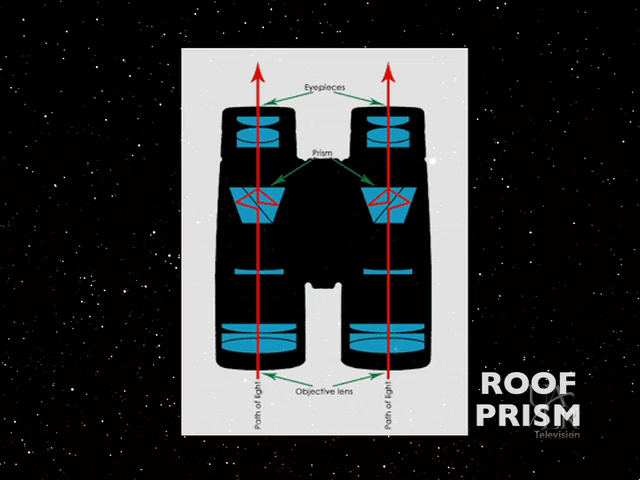 Eyepieces
Prism
Objective lens
Path of light
Path of light
ROOF
PRISM
Television